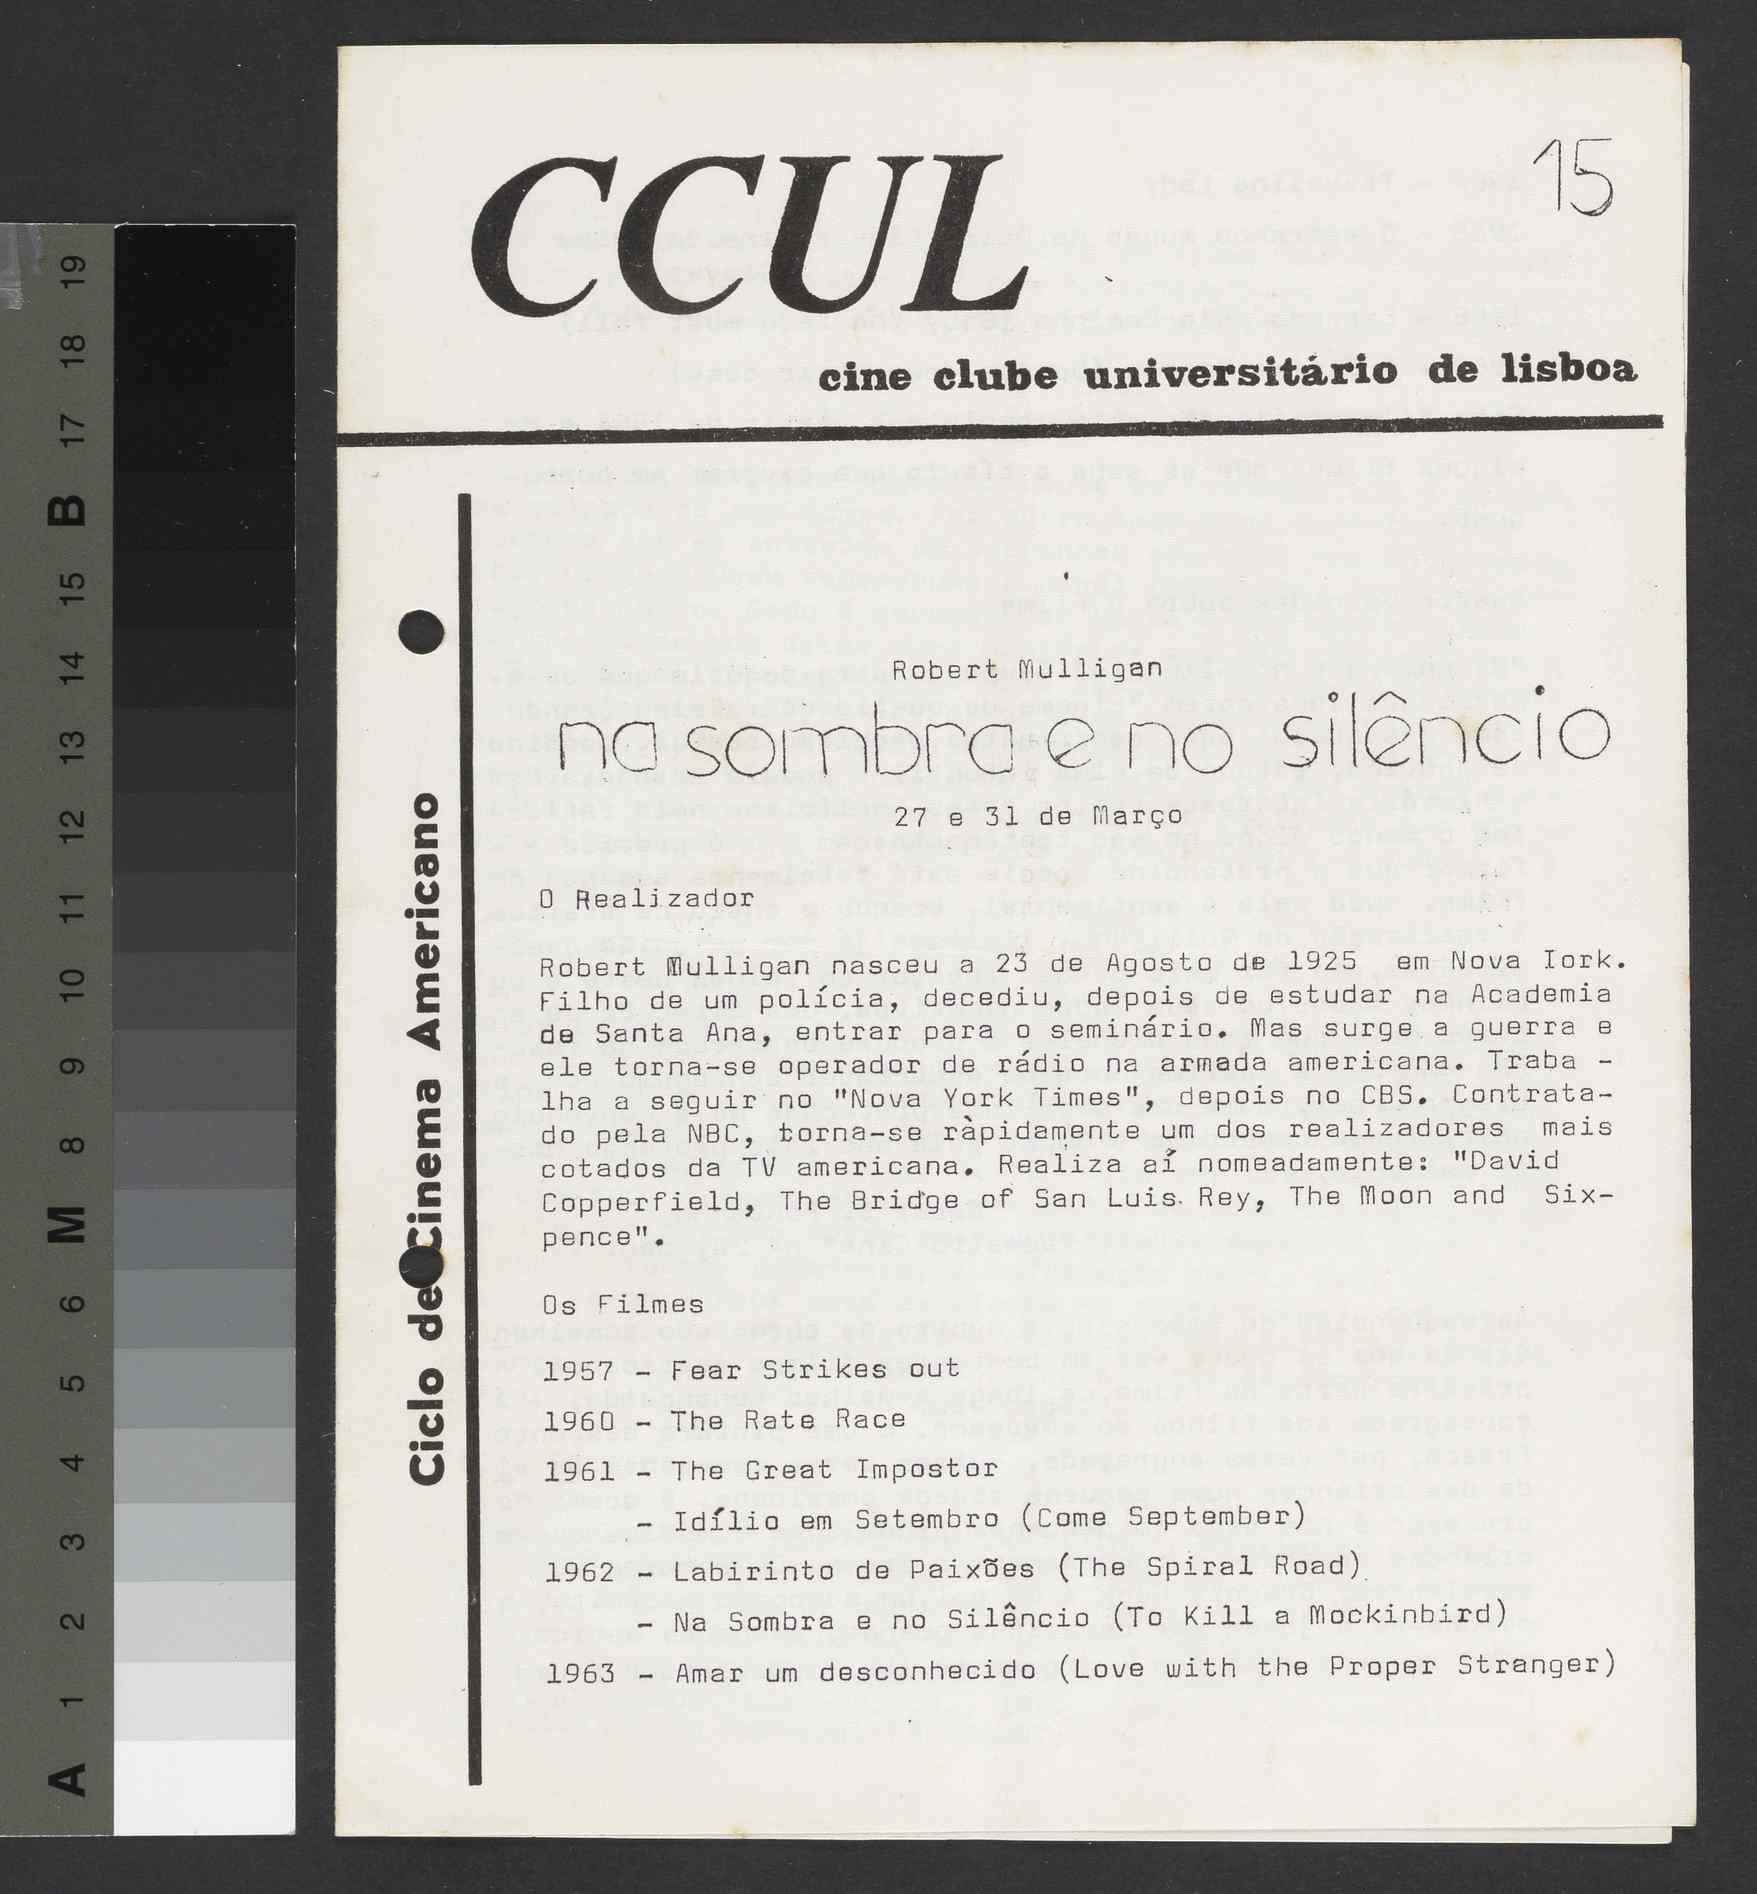 CCUL
15
cine clube universitário de lisboa
Ciclo de Cinema Americano
Robert Mulligan
na sombra e no silêncio
27 e 31 de Março
O Realizador
Robert Mulligan nasceu a 23 de Agosto de 1925 em Nova Iork.
Filho de um polícia, decediu, depois de estudar na Academia
de Santa Ana, entrar para o seminário. Mas surge a guerra e
ele torna-se operador de rádio na armada americana. Traba -
lha a seguir no "Nova York Times", depois no CBS. Contrata-
do pela NBC, torna-se ràpidamente um dos realizadores mais
cotados da TV americana. Realiza aí nomeadamente: "David
Copperfield, The Bridge of San Luis Rey, The Moon and Six-
pence".
Os Filmes
1957 - Fear Strikes out
1960 - The Rate Race
1961 - The Great Impostor
- Idílio em Setembro (Come September)
1962 - Labirinto de Paixões (The Spiral Road)
- Na Sombra e no Silêncio (To Kill a Mockinbird)
1963 - Amar um desconhecido (Love with the Proper Stranger)
19
18
17
B
15
14
13
12
11
10
9
8
M
6
5
4
3
2
1
A